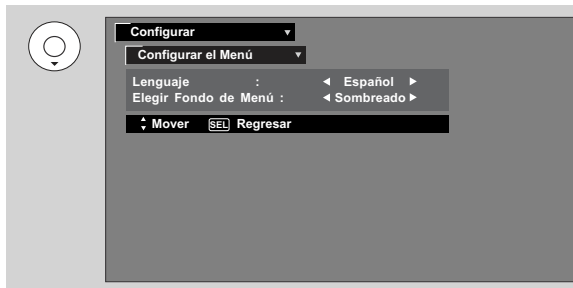 Configurar
Configurar el Menú
Lenguaje : Español
Elegir Fondo de Menú : Sombreado
Mover SEL Regresar